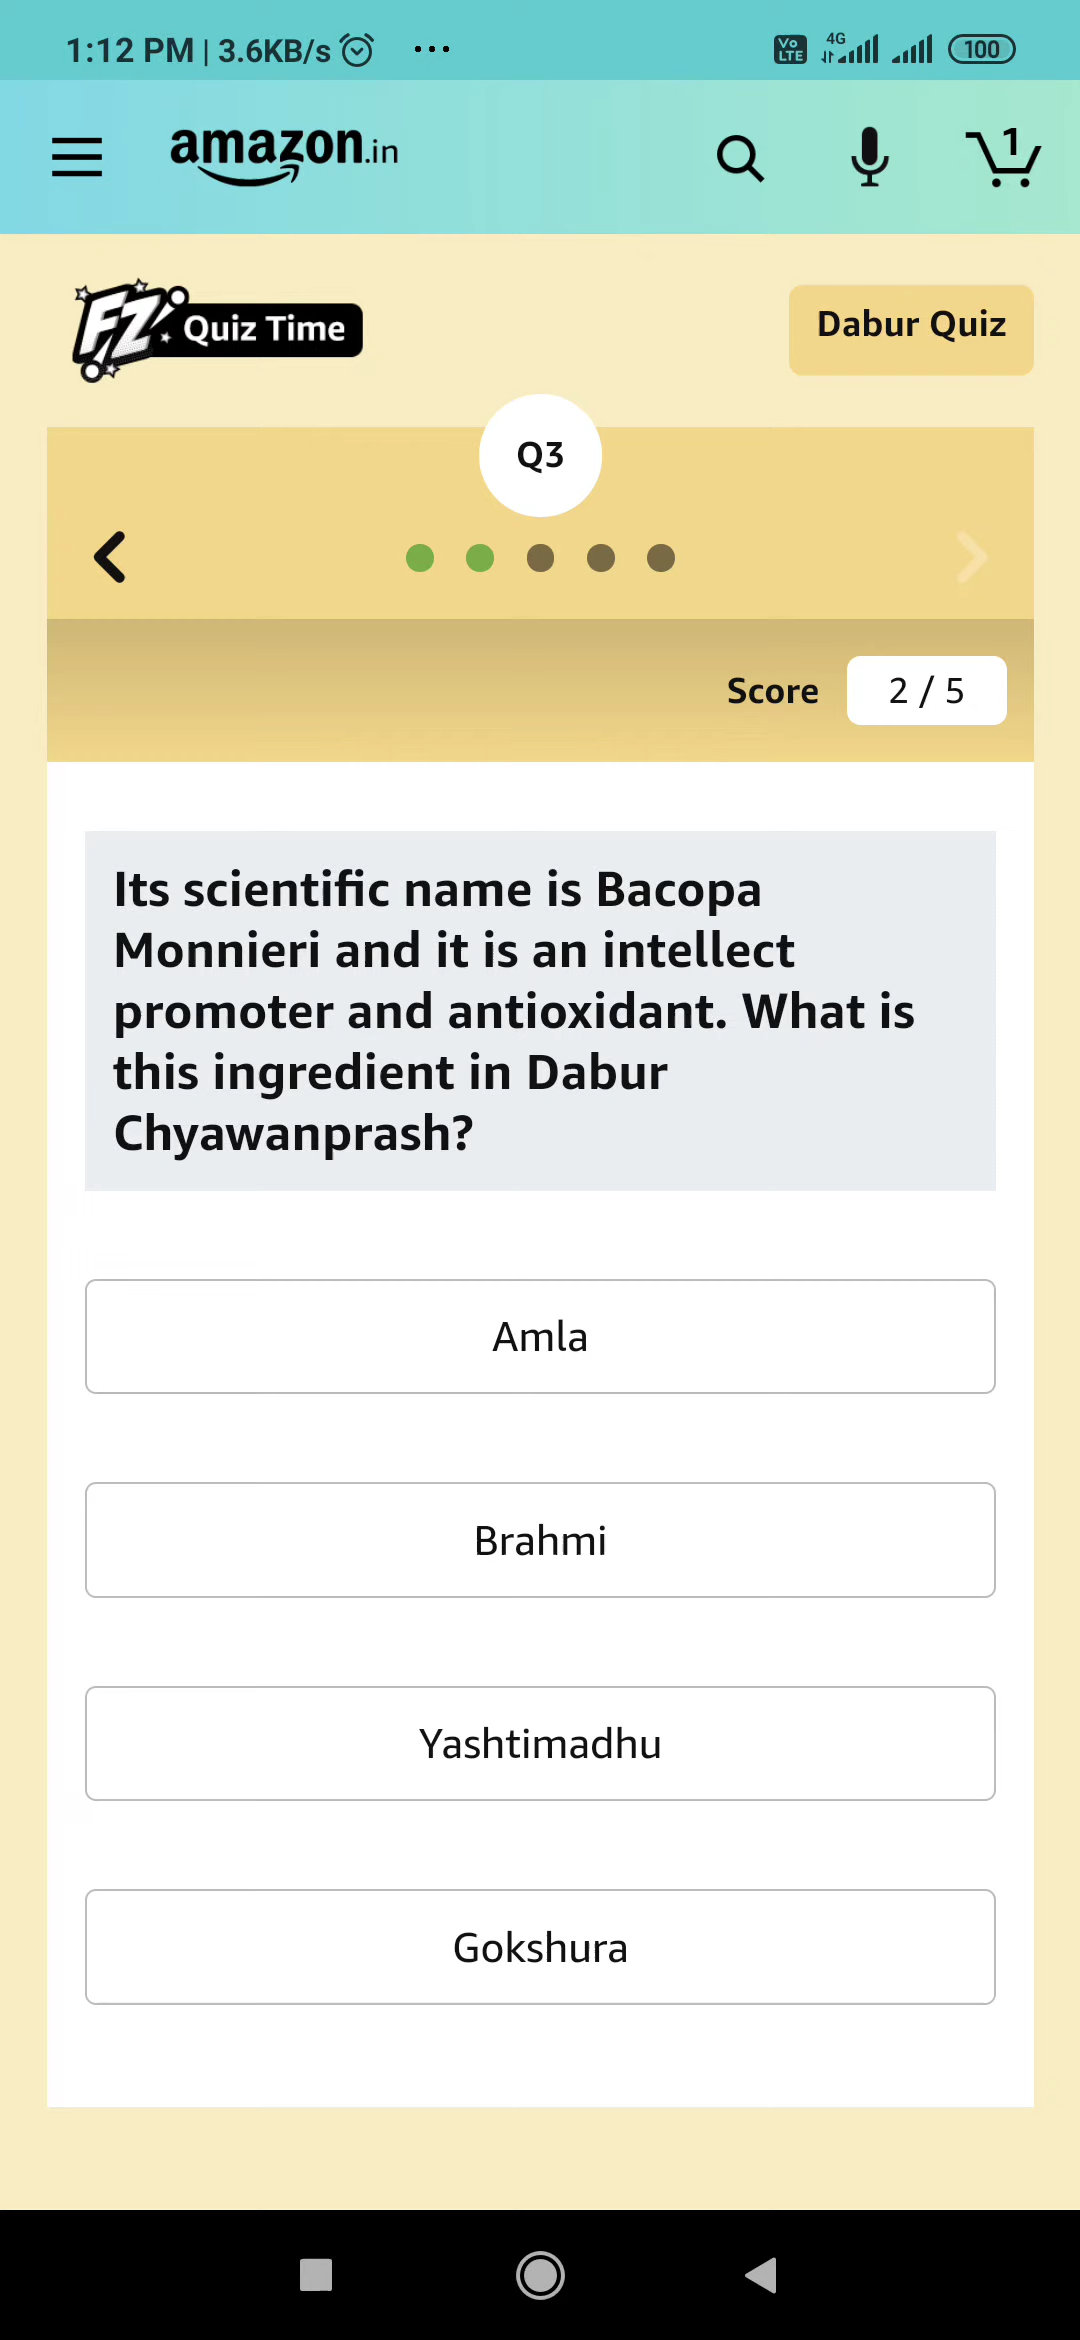 1:12 PM | 3.6KB/s ... Vo LTE 4G 100
amazon.in 1
FZ Quiz Time
Dabur Quiz
Q3
Score 2 / 5
Its scientific name is Bacopa
Monnieri and it is an intellect
promoter and antioxidant. What is
this ingredient in Dabur
Chyawanprash?
Amla
Brahmi
Yashtimadhu
Gokshura